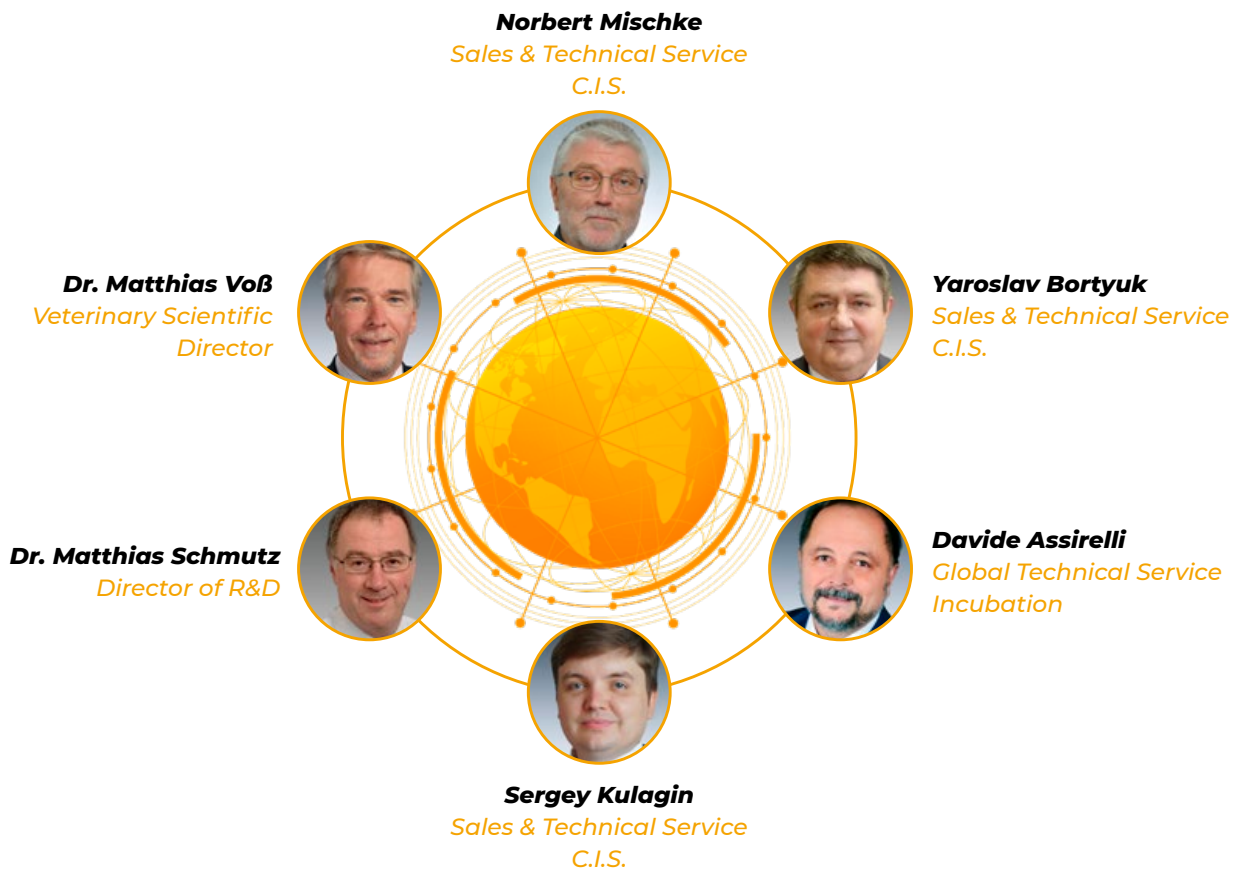 Norbert Mischke
Sales & Technical Service
C.I.S.
Dr. Matthias Voß
Veterinary Scientific
Director
Yaroslav Bortyuk
Sales & Technical Service
C.I.S.
Dr. Matthias Schmutz
Director of R&D
Davide Assirelli
Global Technical Service
Incubation
Sergey Kulagin
Sales & Technical Service
C.I.S.